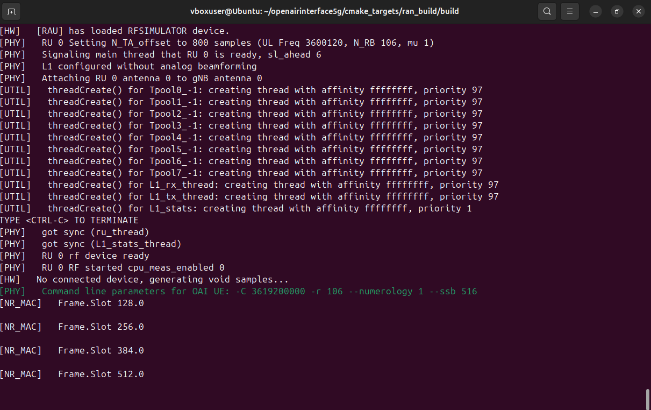 vboxuser@Ubuntu: ~/openairinterface5g/cmake_targets/ran_build/build
[HW] [RAU] has loaded RFSIMULATOR device.
[PHY] RU 0 Setting N_TA_offset to 800 samples (UL Freq 3600120, N_RB 106, mu 1)
[PHY] Signaling main thread that RU 0 is ready, sl_ahead 6
[PHY] L1 configured without analog beamforming
[PHY] Attaching RU 0 antenna 0 to gNB antenna 0
[UTIL] threadCreate() for Tpool0_-1: creating thread with affinity ffffffff, priority 97
[UTIL] threadCreate() for Tpool1_-1: creating thread with affinity ffffffff, priority 97
[UTIL] threadCreate() for Tpool2_-1: creating thread with affinity ffffffff, priority 97
[UTIL] threadCreate() for Tpool3_-1: creating thread with affinity ffffffff, priority 97
[UTIL] threadCreate() for Tpool4_-1: creating thread with affinity ffffffff, priority 97
[UTIL] threadCreate() for Tpool5_-1: creating thread with affinity ffffffff, priority 97
[UTIL] threadCreate() for Tpool6_-1: creating thread with affinity ffffffff, priority 97
[UTIL] threadCreate() for Tpool7_-1: creating thread with affinity ffffffff, priority 97
[UTIL] threadCreate() for L1_rx_thread: creating thread with affinity ffffffff, priority 97
[UTIL] threadCreate() for L1_tx_thread: creating thread with affinity ffffffff, priority 97
[UTIL] threadCreate() for L1_stats: creating thread with affinity ffffffff, priority 1
TYPE <CTRL-C> TO TERMINATE
[PHY] got sync (ru_thread)
[PHY] got sync (L1_stats_thread)
[PHY] RU 0 rf device ready
[PHY] RU 0 RF started cpu_meas_enabled 0
[HW] No connected device, generating void samples...
[PHY] Command line parameters for OAI UE: -C 3619200000 -r 106 --numerology 1 --ssb 516
[NR_MAC] Frame.Slot 128.0
[NR_MAC] Frame.Slot 256.0
[NR_MAC] Frame.Slot 384.0
[NR_MAC] Frame.Slot 512.0